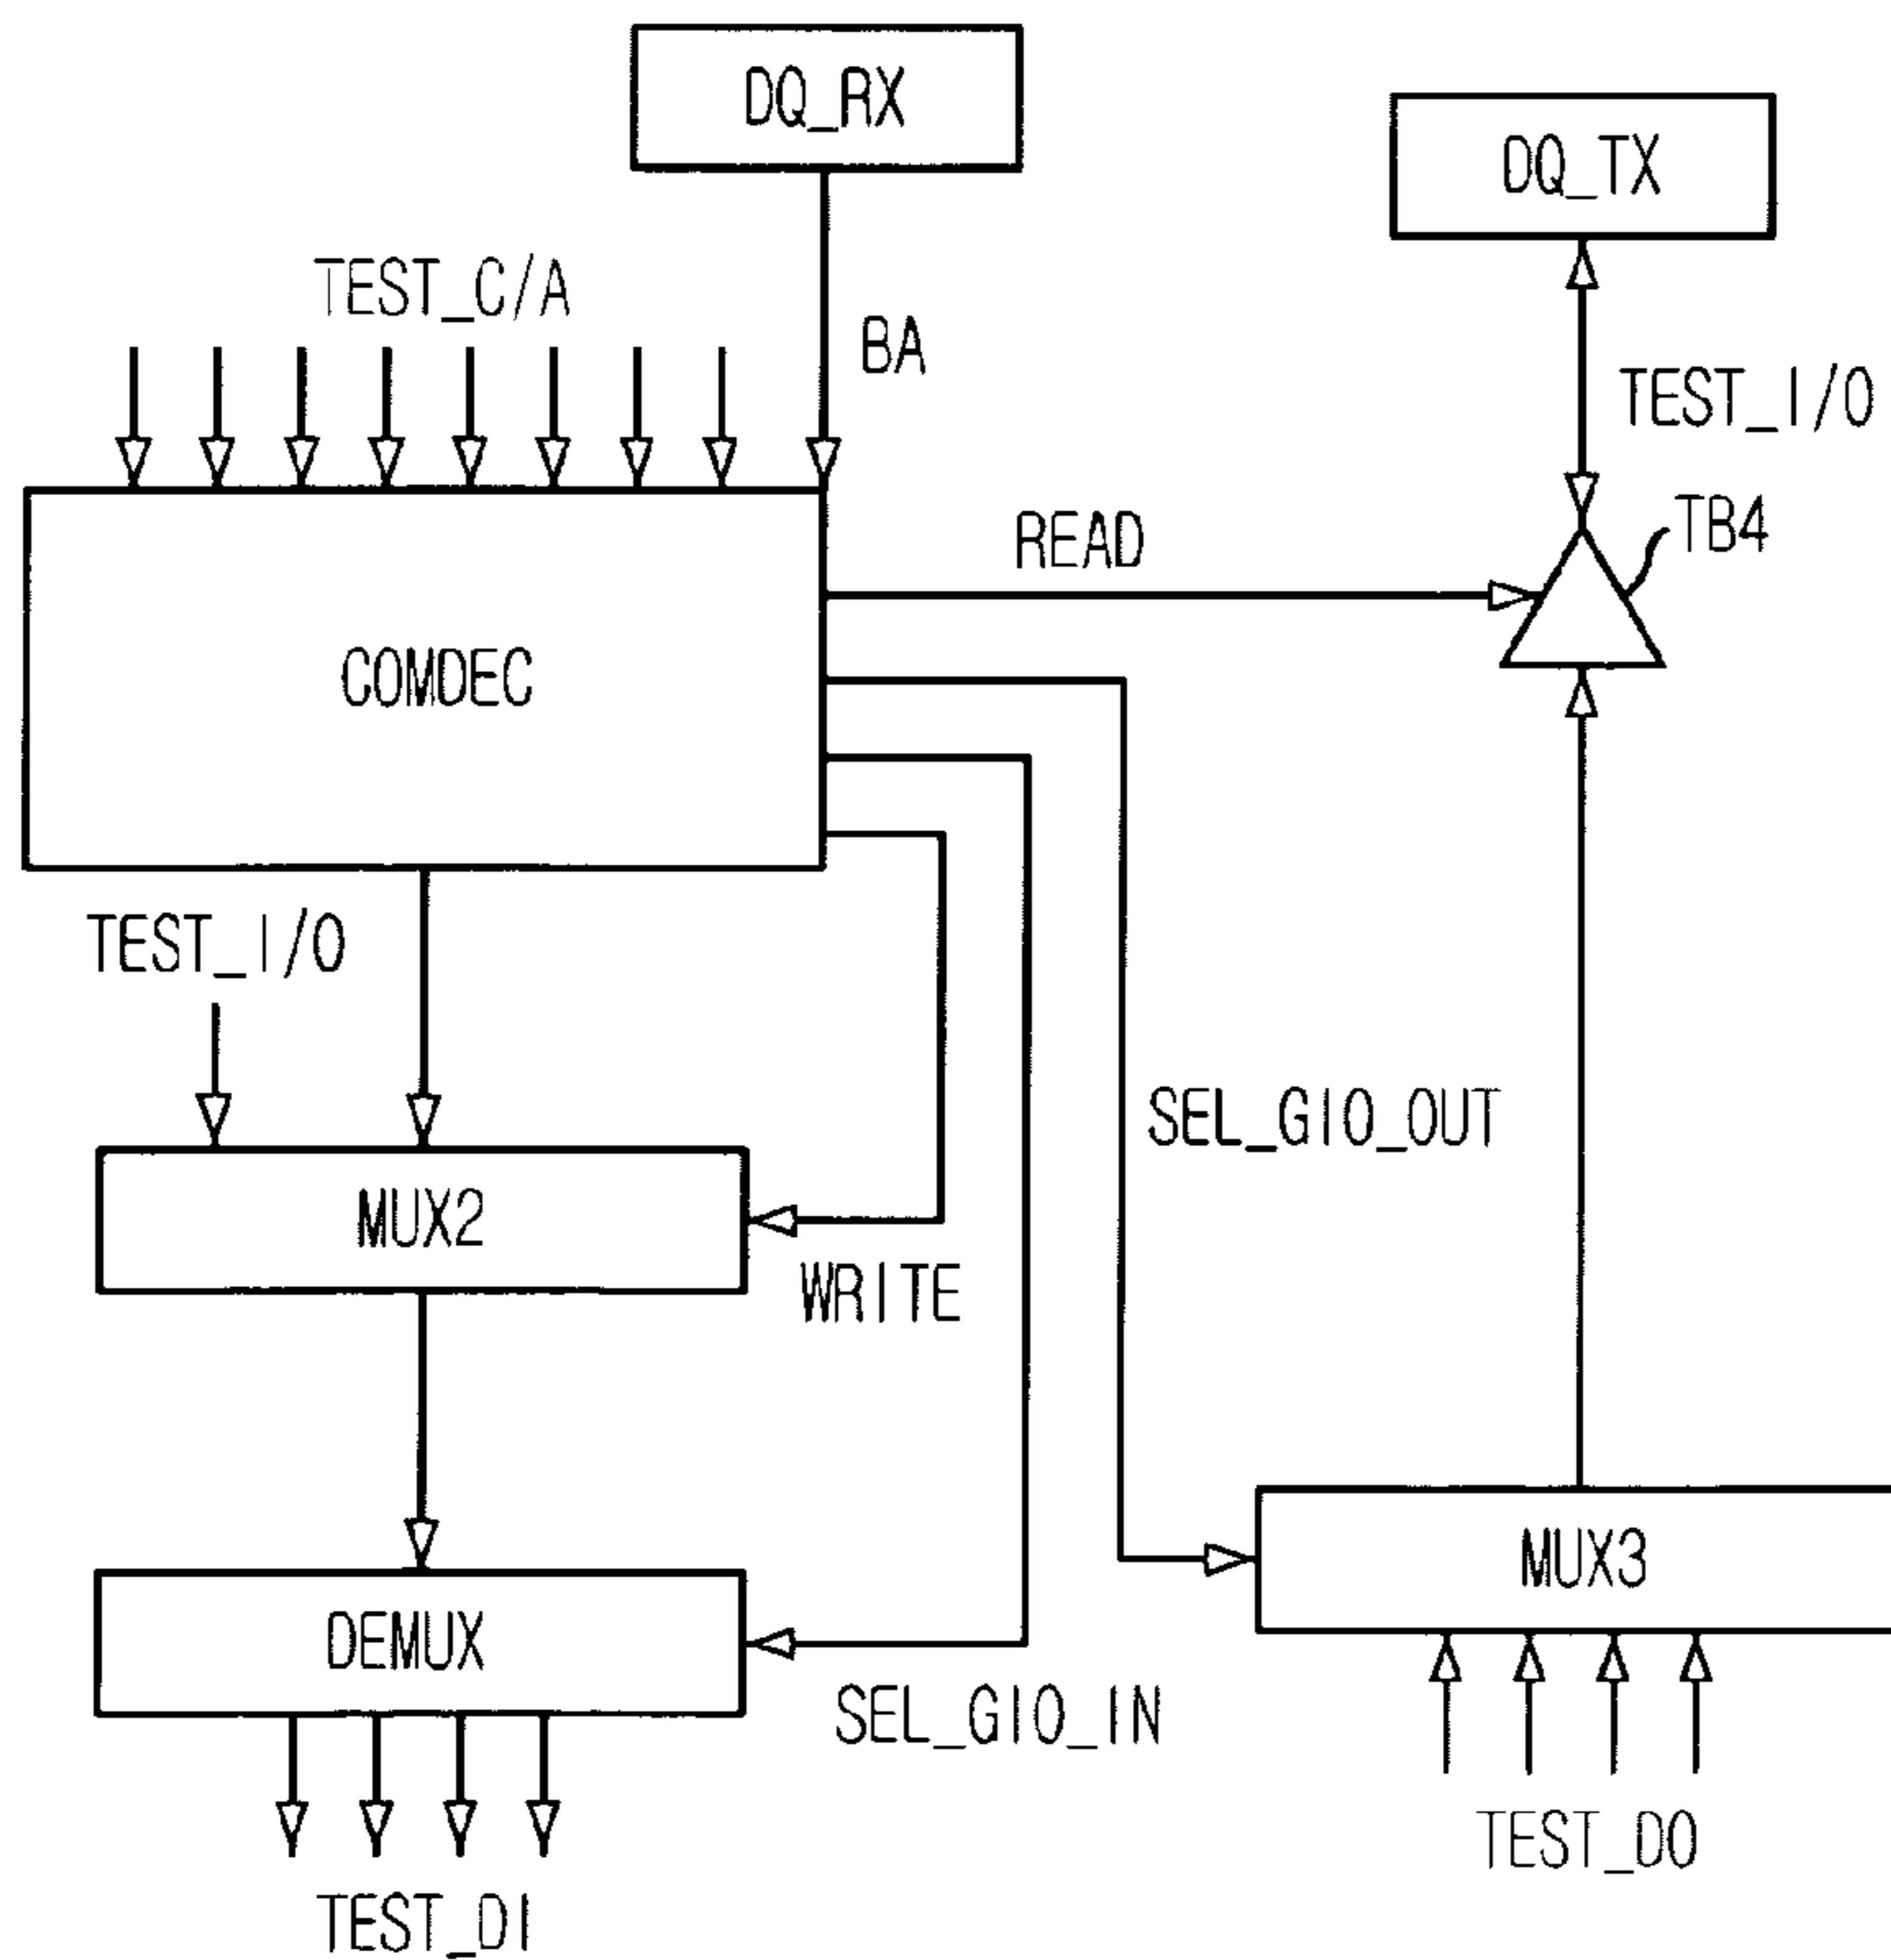 DQ_RX
DQ_TX
TEST_C/A
BA
TEST_I/O
TB4
READ
COMDEC
TEST_I/O
SEL_GIO_OUT
MUX2
WRITE
MUX3
DEMUX
SEL_GIO_IN
TEST_DO
TEST_DI